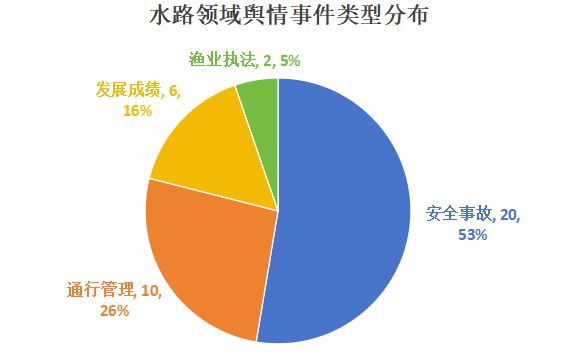 水路领域舆情事件类型分布
渔业执法, 2, 5%
发展成绩, 6,
16%
安全事故, 20,
53%
通行管理, 10,
26%